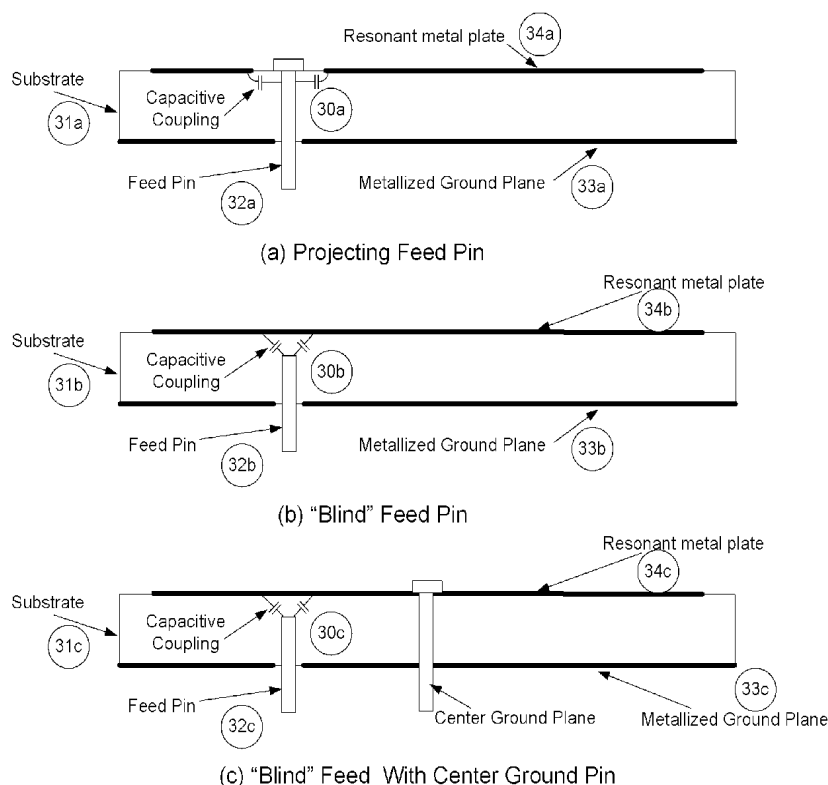 Resonant metal plate
34a
Substrate
31a
Capacitive
Coupling
30a
Feed Pin
32a
Metallized Ground Plane
33a
(a) Projecting Feed Pin
Resonant metal plate
34b
Substrate
31b
Capacitive
Coupling
30b
Feed Pin
32b
Metallized Ground Plane
33b
(b) “Blind” Feed Pin
Resonant metal plate
34c
Substrate
31c
Capacitive
Coupling
30c
Feed Pin
32c
Center Ground Plane
33c
Metallized Ground Plane
(c) “Blind” Feed With Center Ground Pin